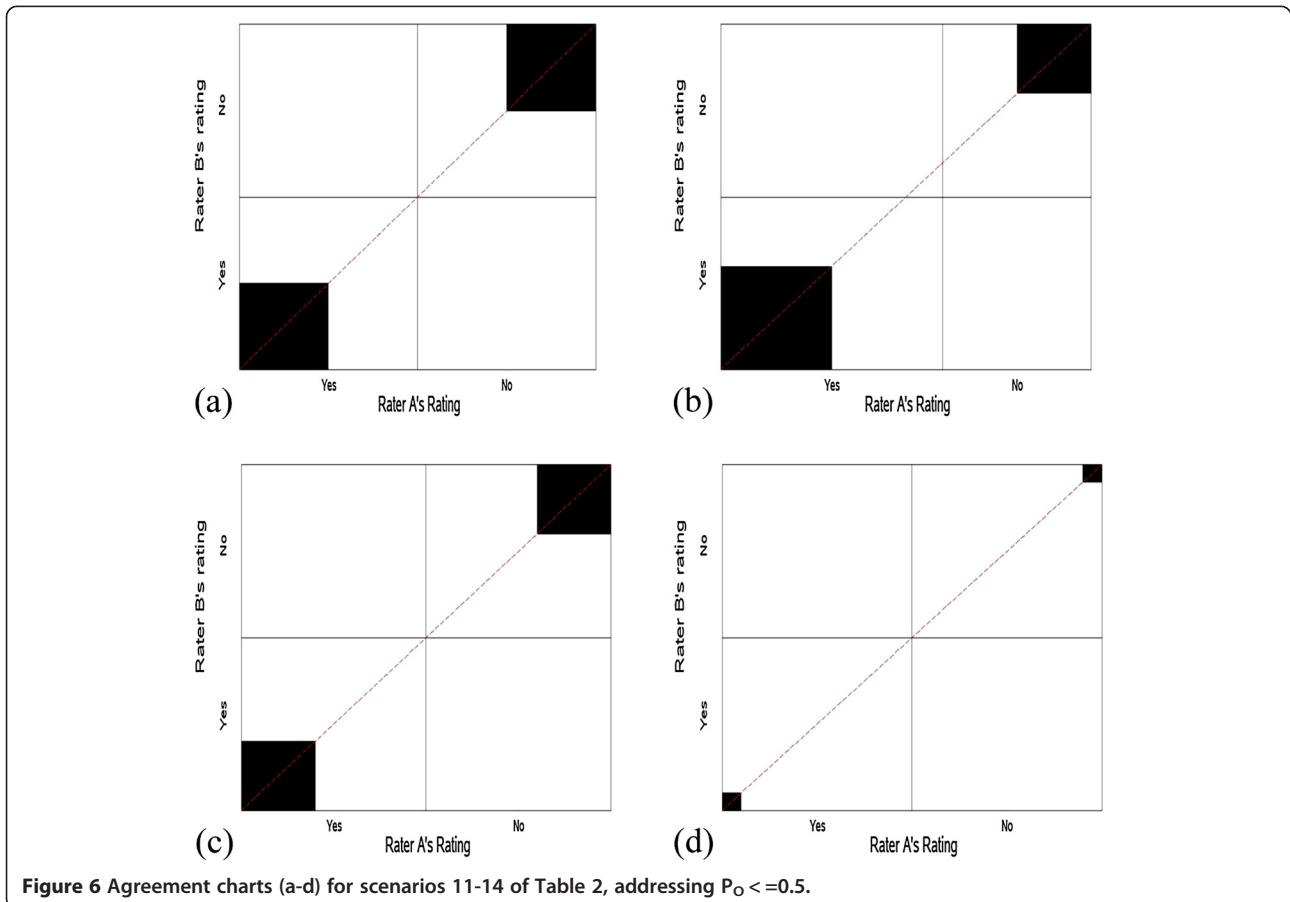 Rater B's rating
No
Yes
Yes
No
Rater A's Rating
(a)
Rater B's rating
No
Yes
Yes
No
Rater A's Rating
(b)
Rater B's rating
No
Yes
Yes
No
Rater A's Rating
(c)
Rater B's rating
No
Yes
Yes
No
Rater A's Rating
(d)
Figure 6 Agreement charts (a-d) for scenarios 11-14 of Table 2, addressing PO < =0.5.